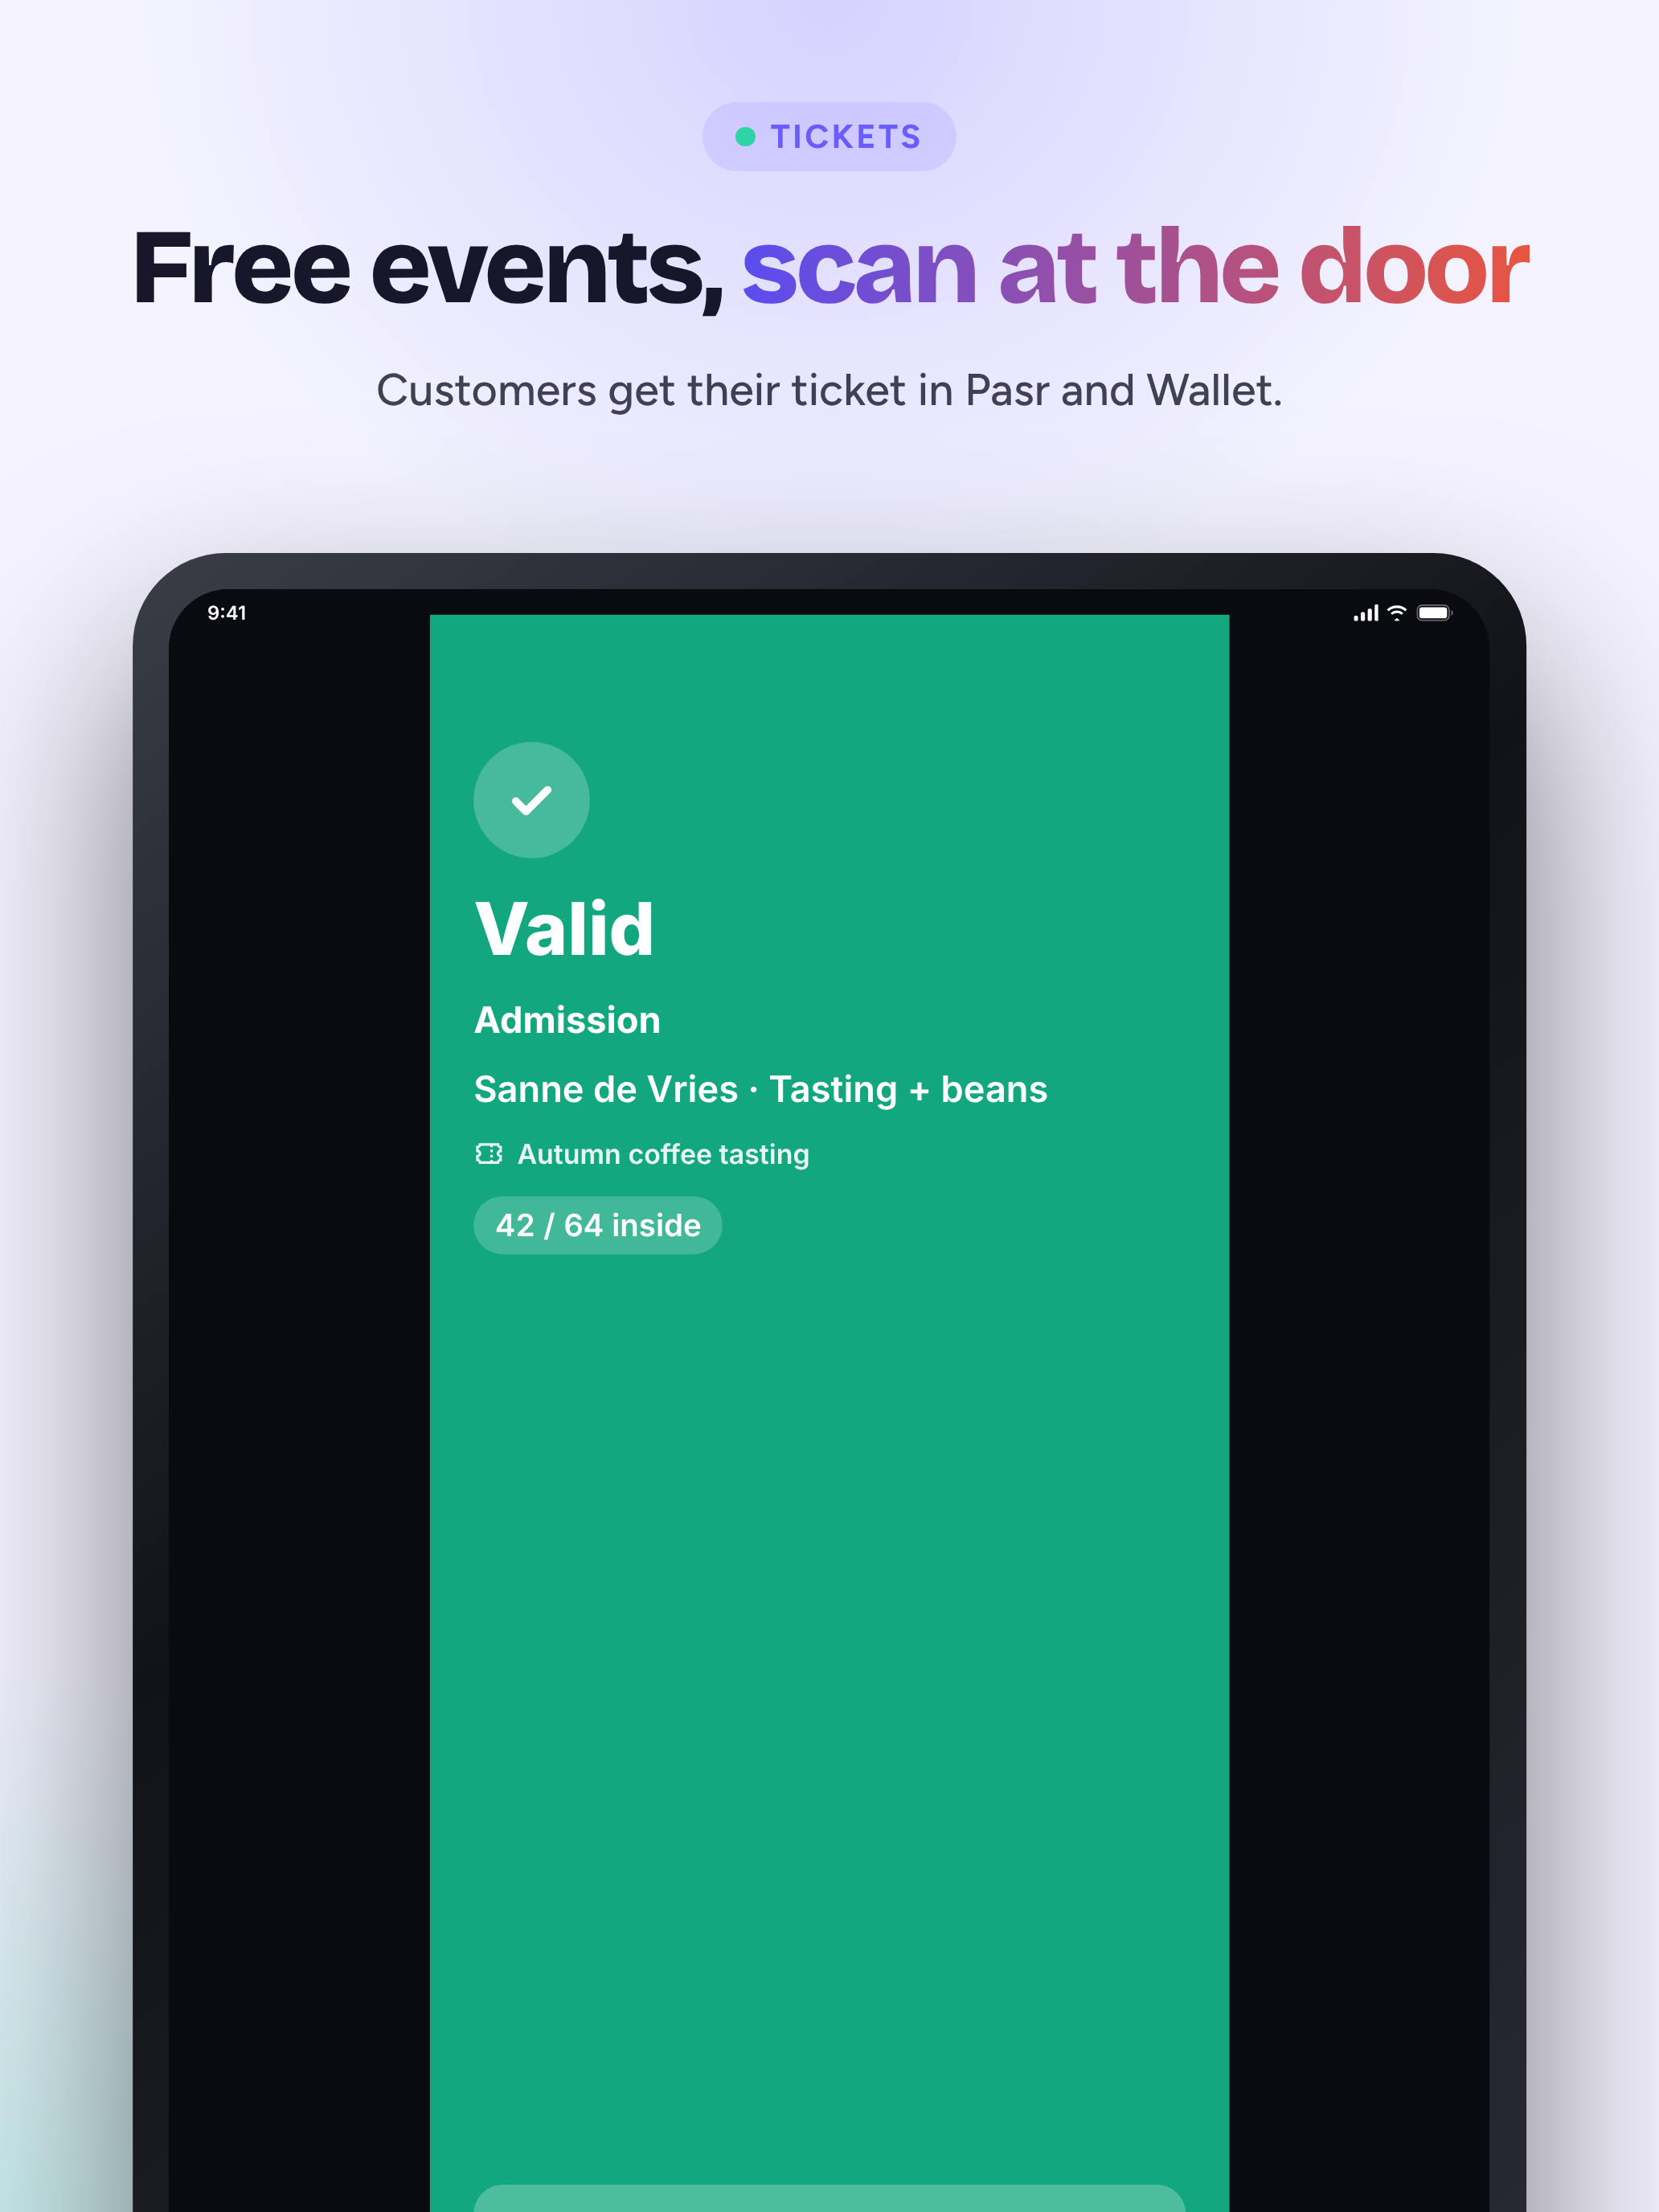 TICKETS
Free events, scan at the door
Customers get their ticket in Pasr and Wallet.
9:41
Valid
Admission
Sanne de Vries · Tasting + beans
Autumn coffee tasting
42 / 64 inside